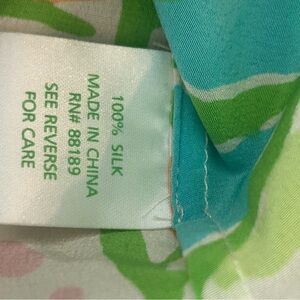 100% SILK
MADE IN CHINA
RN# 88189
SEE REVERSE
FOR CARE